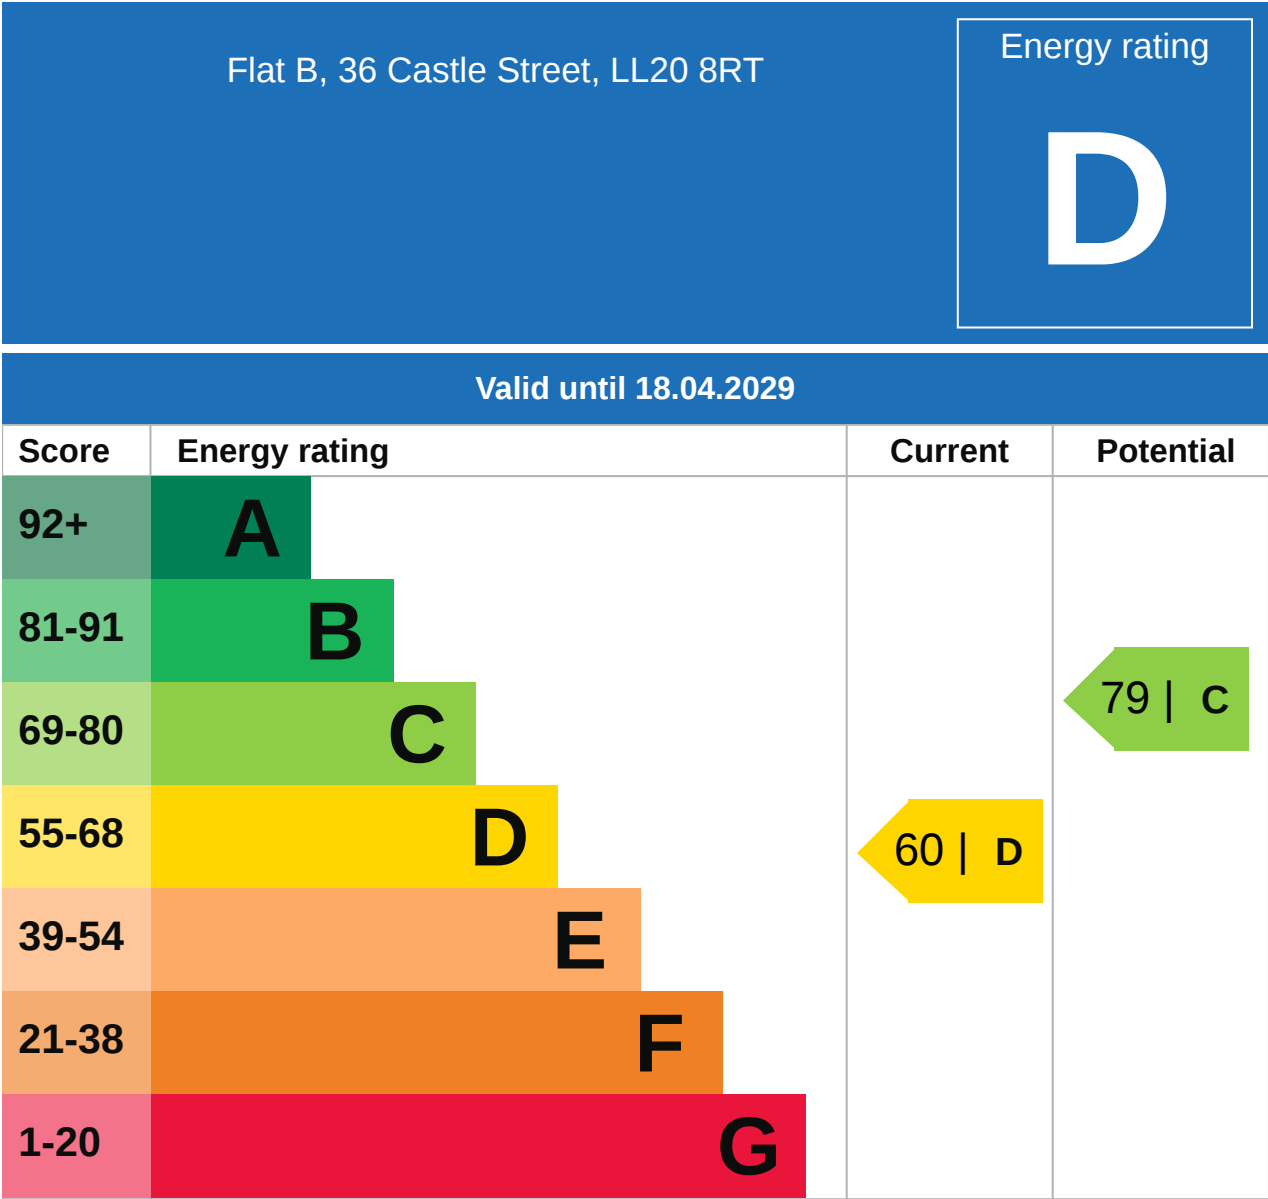 Flat B, 36 Castle Street, LL20 8RT
Energy rating
D
Valid until 18.04.2029
Score Energy rating Current Potential
92+ A
81-91 B
69-80 C 79 | C
55-68 D 60 | D
39-54 E
21-38 F
1-20 G